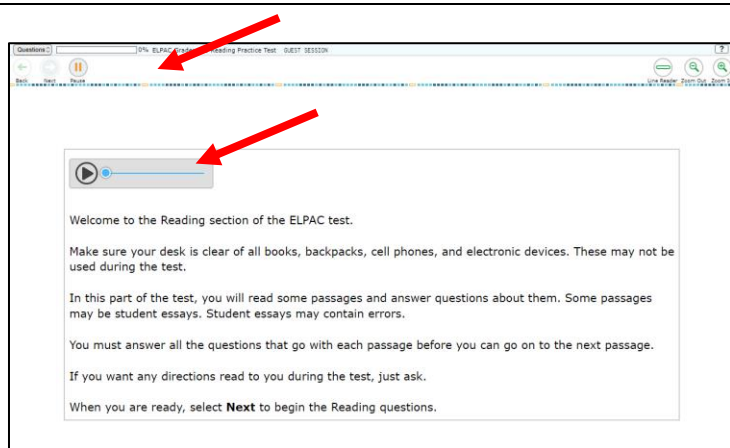 Questions 0% ELPAC Grades Reading Practice Test GUEST SESSION ?
Back Next Pause Line Reader Zoom Out Zoom
Welcome to the Reading section of the ELPAC test.
Make sure your desk is clear of all books, backpacks, cell phones, and electronic devices. These may not be
used during the test.
In this part of the test, you will read some passages and answer questions about them. Some passages
may be student essays. Student essays may contain errors.
You must answer all the questions that go with each passage before you can go on to the next passage.
If you want any directions read to you during the test, just ask.
When you are ready, select Next to begin the Reading questions.